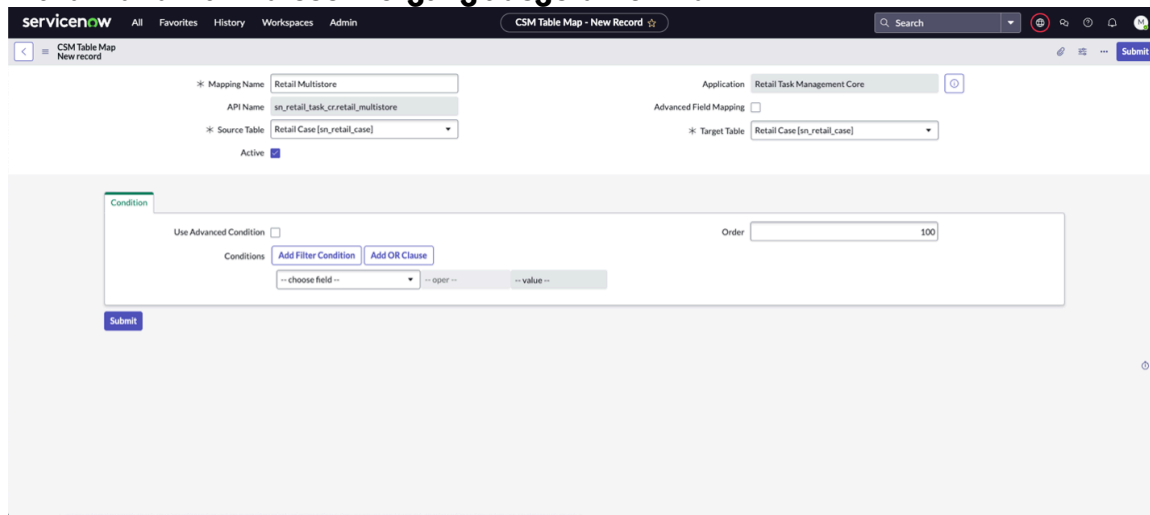 servicenow All Favorites History Workspaces Admin CSM Table Map - New Record Search M
CSM Table Map
New record
Submit
Mapping Name Retail Multistore Application Retail Task Management Core
API Name sn_retail_task_cr.retail_multistore Advanced Field Mapping
Source Table Retail Case [sn_retail_case] Target Table Retail Case [sn_retail_case]
Active
Condition
Use Advanced Condition Order 100
Conditions Add Filter Condition Add OR Clause
-- choose field -- -- oper -- -- value --
Submit